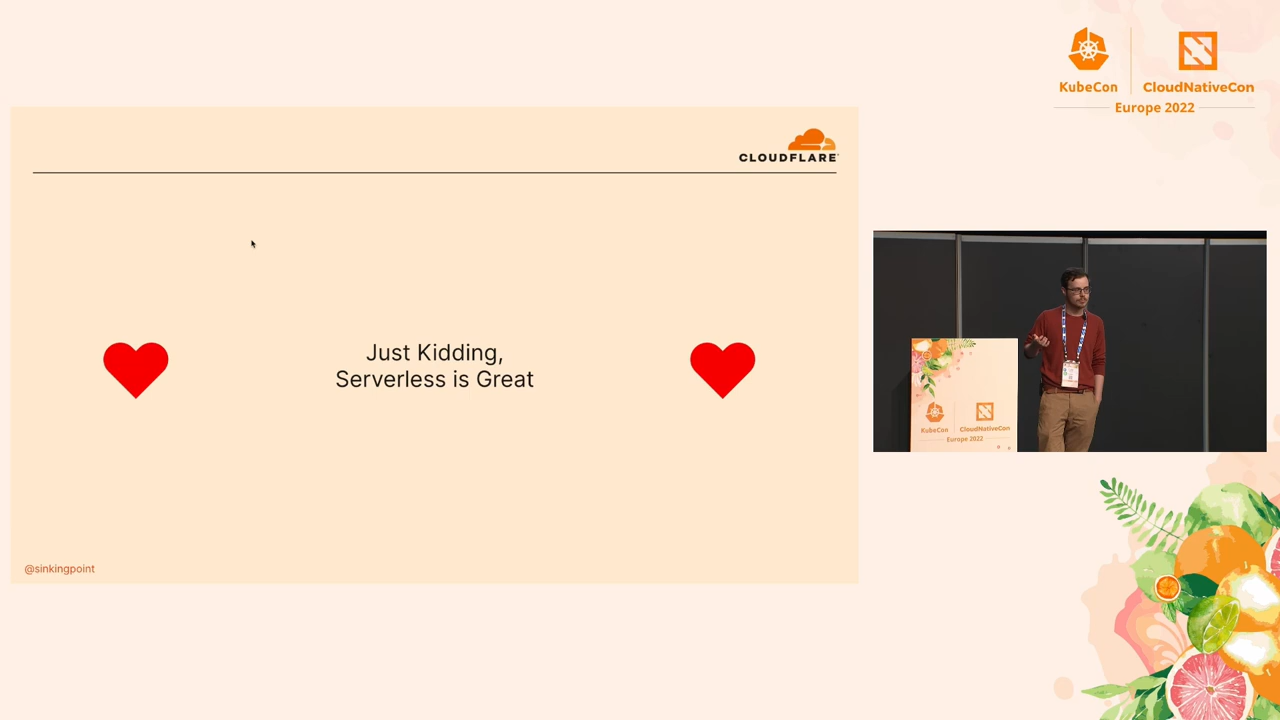 KubeCon
CloudNativeCon
Europe 2022
CLOUDFLARE
Just Kidding,
Serverless is Great
@sinkingpoint
KubeCon
CloudNativeCon
Europe 2022